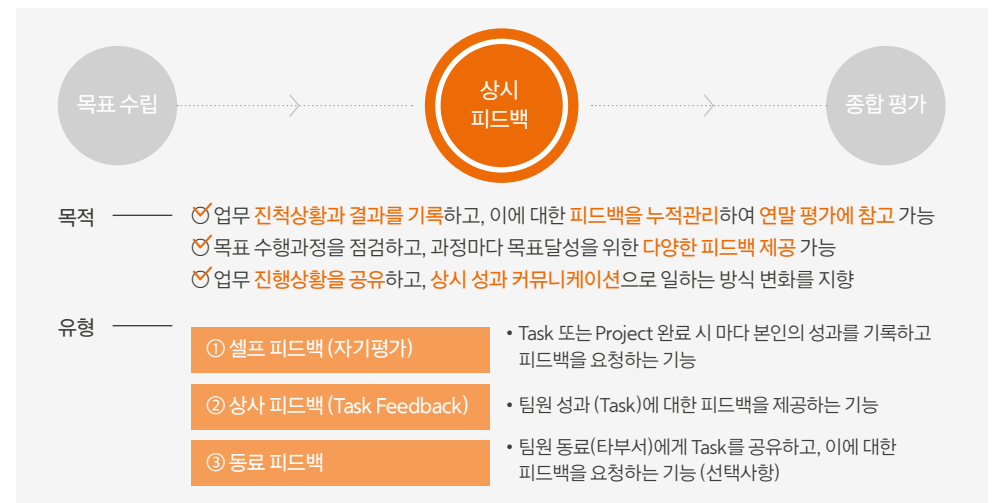 목표 수립
상시
피드백
종합 평가
목적
업무 진척상황과 결과를 기록하고, 이에 대한 피드백을 누적관리하여 연말 평가에 참고 가능
목표 수행과정을 점검하고, 과정마다 목표달성을 위한 다양한 피드백 제공 가능
업무 진행상황을 공유하고, 상시 성과 커뮤니케이션으로 일하는 방식 변화를 지향
유형
① 셀프 피드백 (자기평가)
• Task 또는 Project 완료 시 마다 본인의 성과를 기록하고
피드백을 요청하는 기능
② 상사 피드백 (Task Feedback)
• 팀원 성과 (Task)에 대한 피드백을 제공하는 기능
③ 동료 피드백
• 팀원 동료(타부서)에게 Task를 공유하고, 이에 대한
피드백을 요청하는 기능 (선택사항)